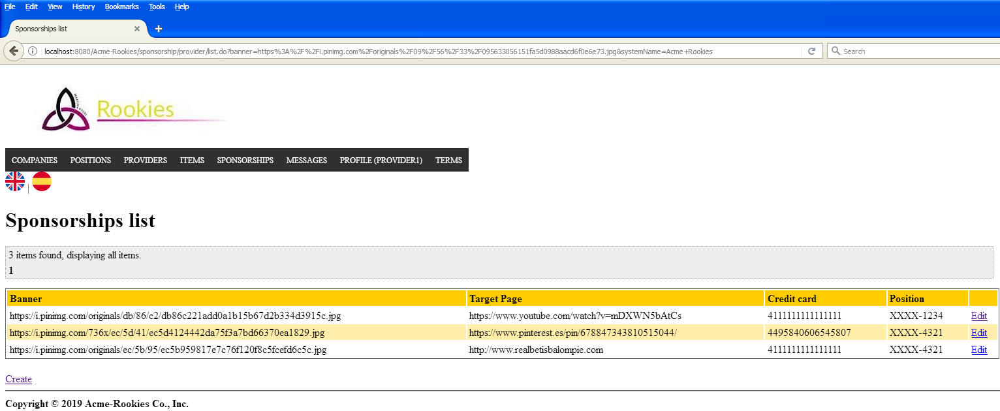 File Edit View History Bookmarks Tools Help
Sponsorships list
localhost:8080/Acme-Rookies/sponsorship/provider/list.do?banner=https%3A%2F%2Fi.pinimg.com%2Foriginals%2F09%2F56%2F33%2F095633056151fa5d0988aacd6f0e6e73.jpg&systemName=Acme+Rookies Search
Rookies
COMPANIES POSITIONS PROVIDERS ITEMS SPONSORSHIPS MESSAGES PROFILE (PROVIDER1) TERMS
|
Sponsorships list
3 items found, displaying all items.
1
Banner Target Page Credit card Position
https://i.pinimg.com/originals/db/86/c2/db86c221add0a1b15b67d2b334d3915c.jpg https://www.youtube.com/watch?v=mDXWN5bAtCs 4111111111111111 XXXX-1234 Edit
https://i.pinimg.com/736x/ec/5d/41/ec5d4124442da75f3a7bd66370ea1829.jpg https://www.pinterest.es/pin/678847343810515044/ 4495840606545807 XXXX-4321 Edit
https://i.pinimg.com/originals/ec/5b/95/ec5b959817e7c76f120f8c5fcefd6c5c.jpg http://www.realbetisbalompie.com 4111111111111111 XXXX-4321 Edit
Create
Copyright © 2019 Acme-Rookies Co., Inc.